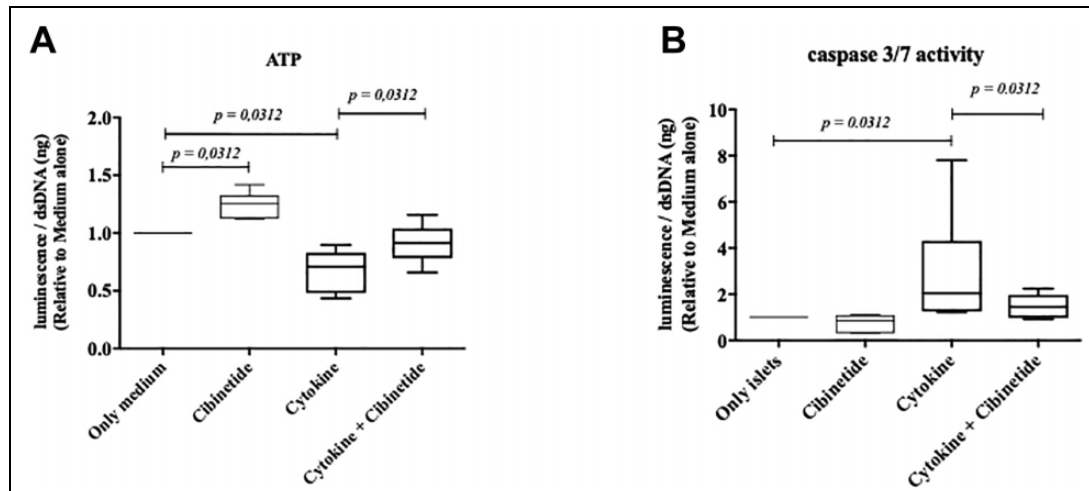 A
ATP
p = 0,0312
p = 0,0312
p = 0,0312
luminescence / dsDNA (ng)
(Relative to Medium alone)
2.0
1.5
1.0
0.5
0.0
Only medium
Cibinetide
Cytokine
Cytokine + Cibinetide
B
caspase 3/7 activity
p = 0.0312
p = 0.0312
luminescence / dsDNA (ng)
(Relative to Medium alone)
10
8
6
4
2
0
Only islets
Cibinetide
Cytokine
Cytokine + Cibinetide